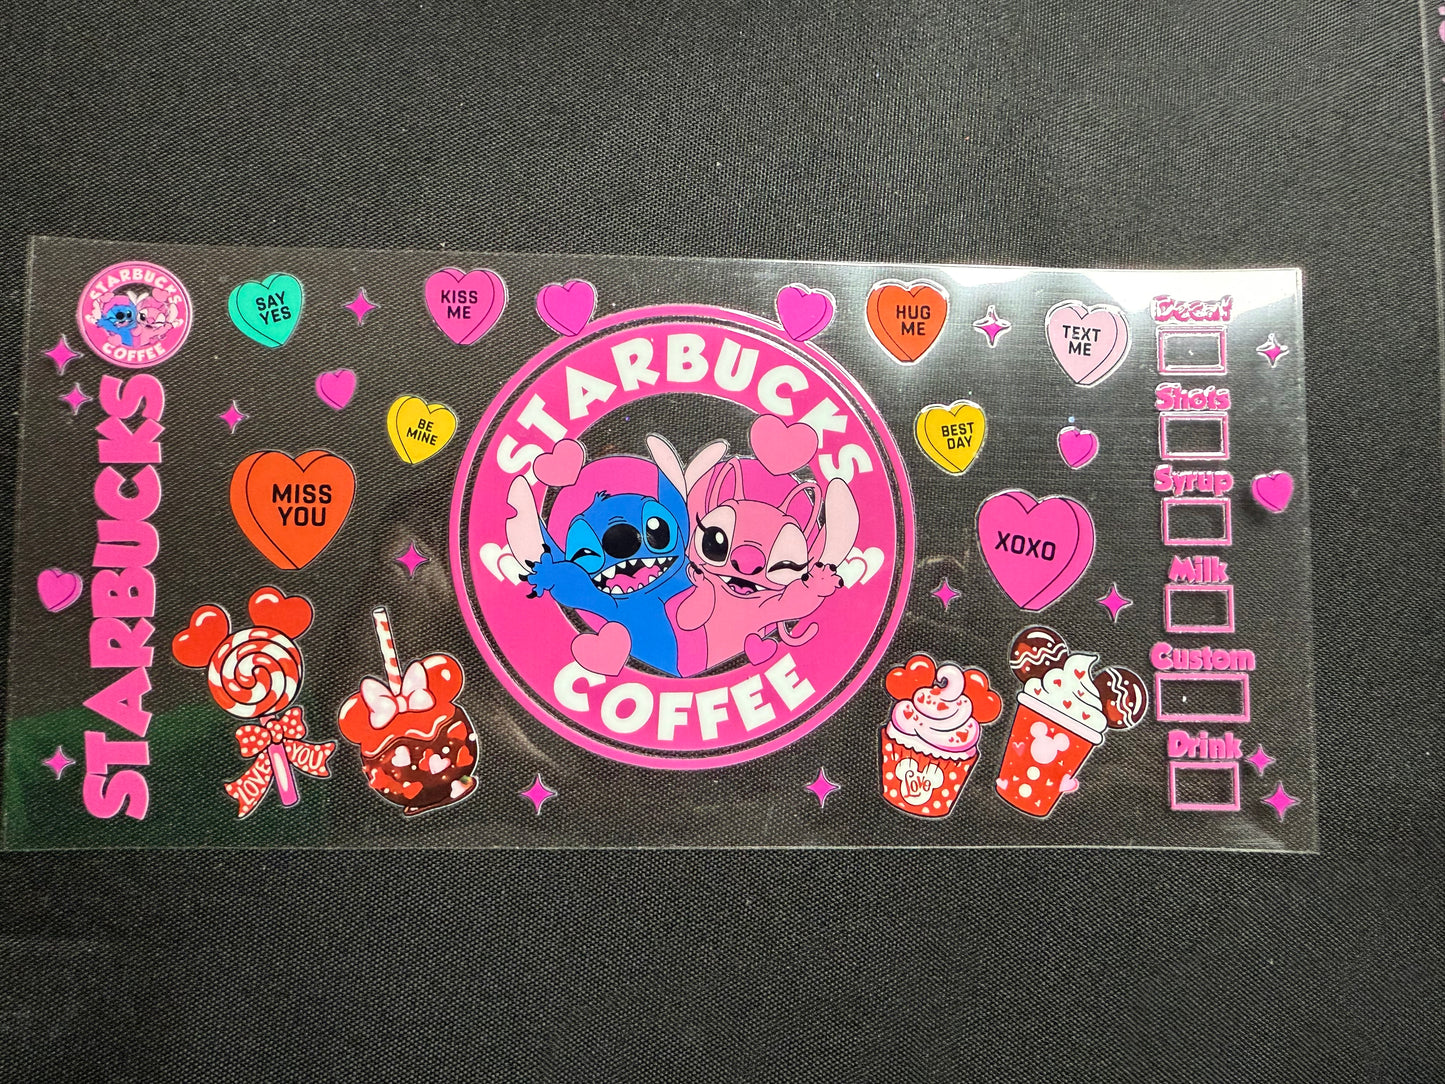 STARBUCKS
COFFEE
STARBUCKS
SAY
YES
KISS
ME
BE
MINE
MISS
YOU
LOVE YOU
STARBUCKS
COFFEE
HUG
ME
TEXT
ME
BEST
DAY
XOXO
Love
Decaf
Shots
Syrup
Milk
Custom
Drink